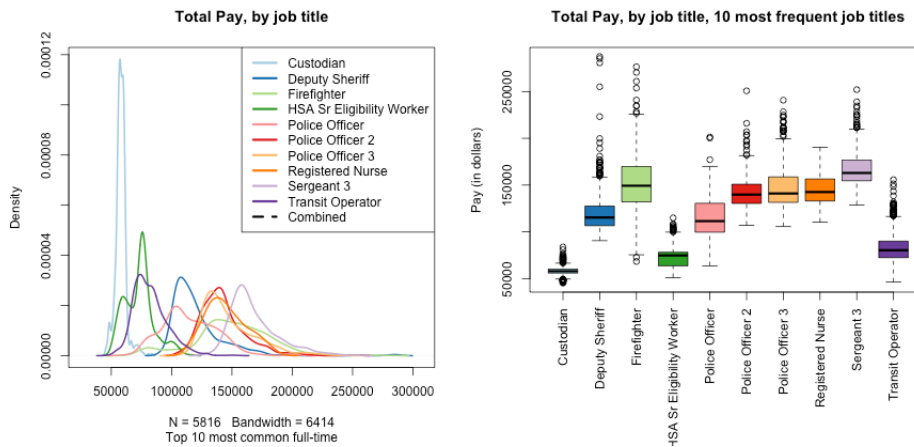 Total Pay, by job title
Density
0.00000
0.00004
0.00008
0.00012
Custodian
Deputy Sheriff
Firefighter
HSA Sr Eligibility Worker
Police Officer
Police Officer 2
Police Officer 3
Registered Nurse
Sergeant 3
Transit Operator
Combined
50000 100000 150000 200000 250000 300000
N = 5816 Bandwidth = 6414
Top 10 most common full-time
Total Pay, by job title, 10 most frequent job titles
Pay (in dollars)
50000
150000
250000
Custodian
Deputy Sheriff
Firefighter
HSA Sr Eligibility Worker
Police Officer
Police Officer 2
Police Officer 3
Registered Nurse
Sergeant 3
Transit Operator